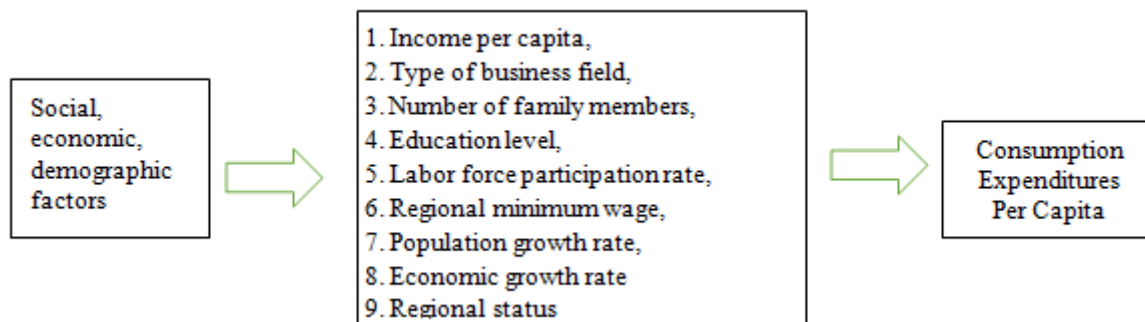 Social,
economic,
demographic
factors
1. Income per capita,
2. Type of business field,
3. Number of family members,
4. Education level,
5. Labor force participation rate,
6. Regional minimum wage,
7. Population growth rate,
8. Economic growth rate
9. Regional status
Consumption
Expenditures
Per Capita